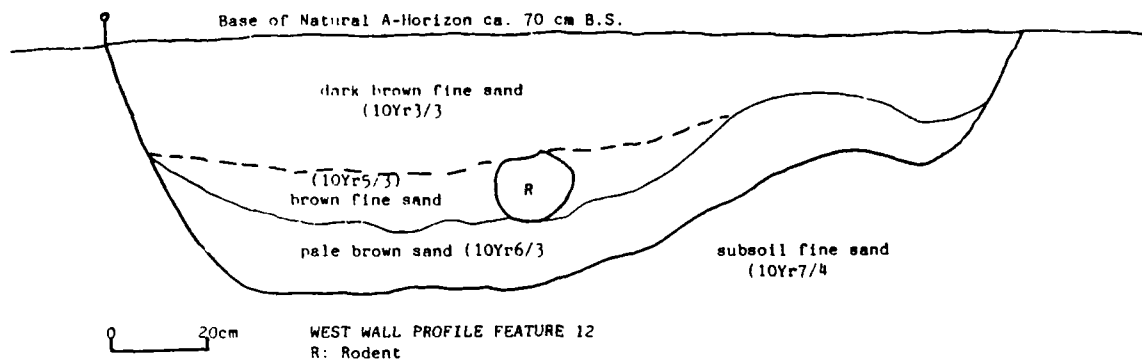 Base of Natural A-Horizon ca. 70 cm B.S.
dark brown fine sand
(10Yr3/3
(10Yr5/3)
brown fine sand
R
pale brown sand (10Yr6/3
subsoil fine sand
(10Yr7/4
0 20cm
WEST WALL PROFILE FEATURE 12
R: Rodent